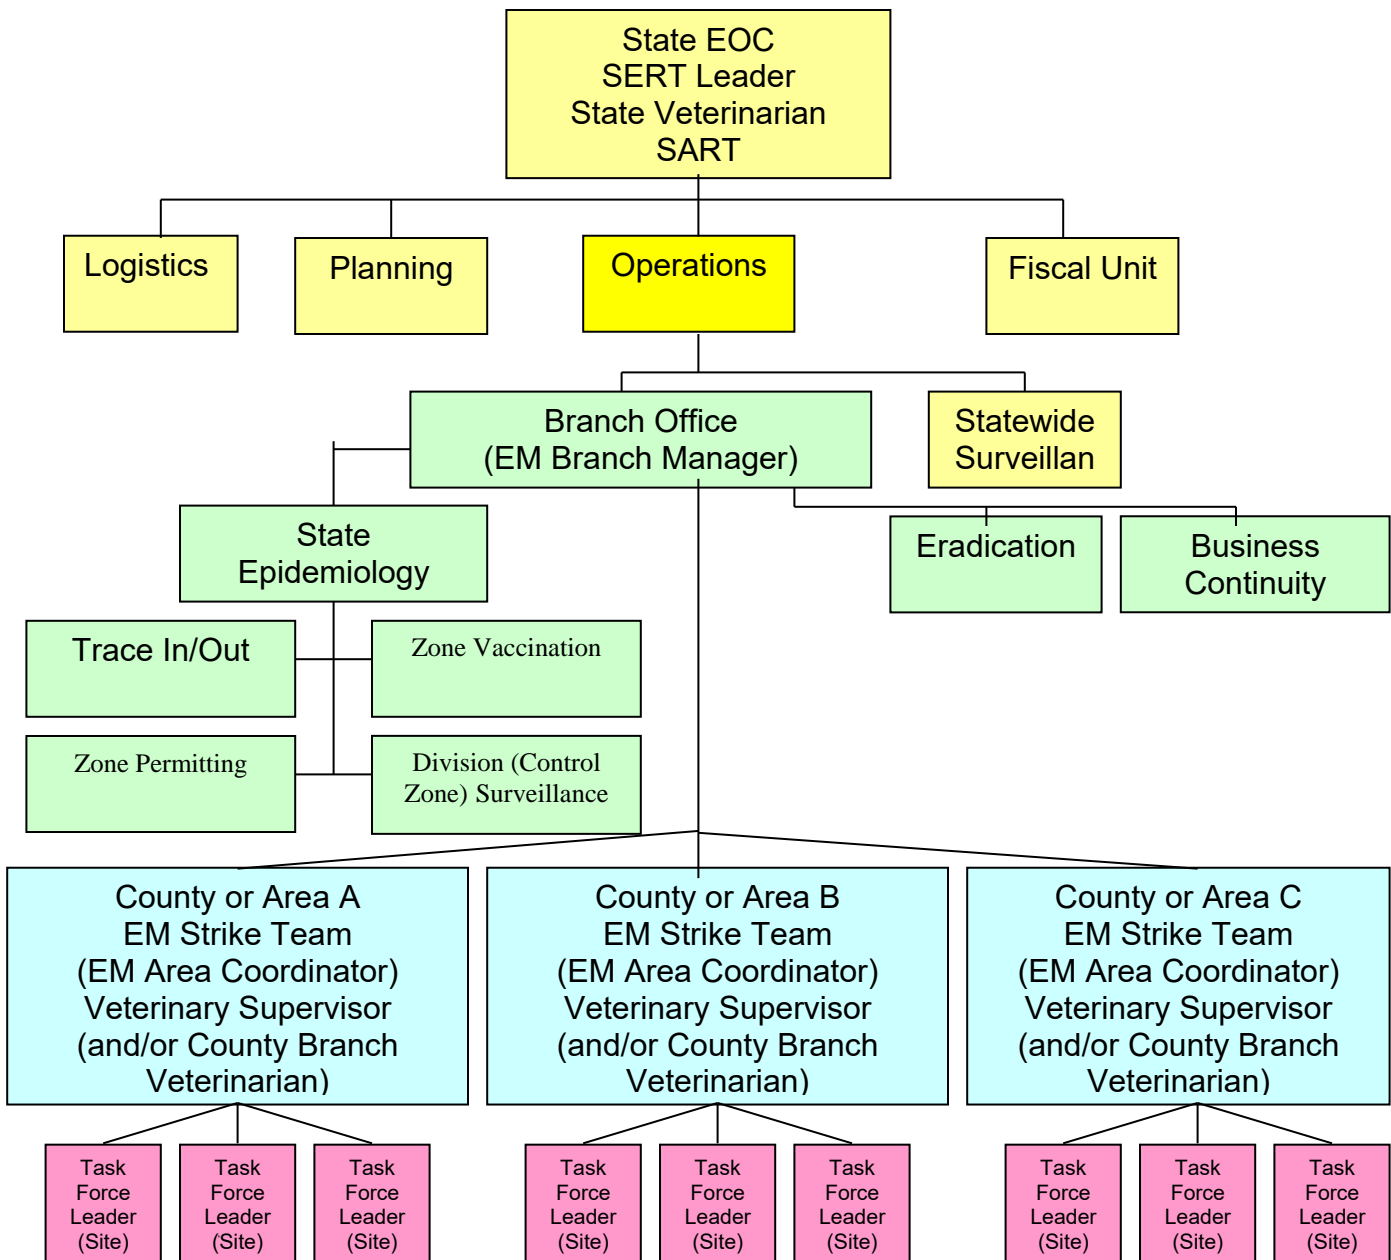 State EOC
SERT Leader
State Veterinarian
SART
Logistics
Planning
Operations
Fiscal Unit
Branch Office
(EM Branch Manager)
Statewide
Surveillan
State
Epidemiology
Eradication
Business
Continuity
Trace In/Out
Zone Vaccination
Zone Permitting
Division (Control
Zone) Surveillance
County or Area A
EM Strike Team
(EM Area Coordinator)
Veterinary Supervisor
(and/or County Branch
Veterinarian)
County or Area B
EM Strike Team
(EM Area Coordinator)
Veterinary Supervisor
(and/or County Branch
Veterinarian)
County or Area C
EM Strike Team
(EM Area Coordinator)
Veterinary Supervisor
(and/or County Branch
Veterinarian)
Task
Force
Leader
(Site)
Task
Force
Leader
(Site)
Task
Force
Leader
(Site)
Task
Force
Leader
(Site)
Task
Force
Leader
(Site)
Task
Force
Leader
(Site)
Task
Force
Leader
(Site)
Task
Force
Leader
(Site)
Task
Force
Leader
(Site)